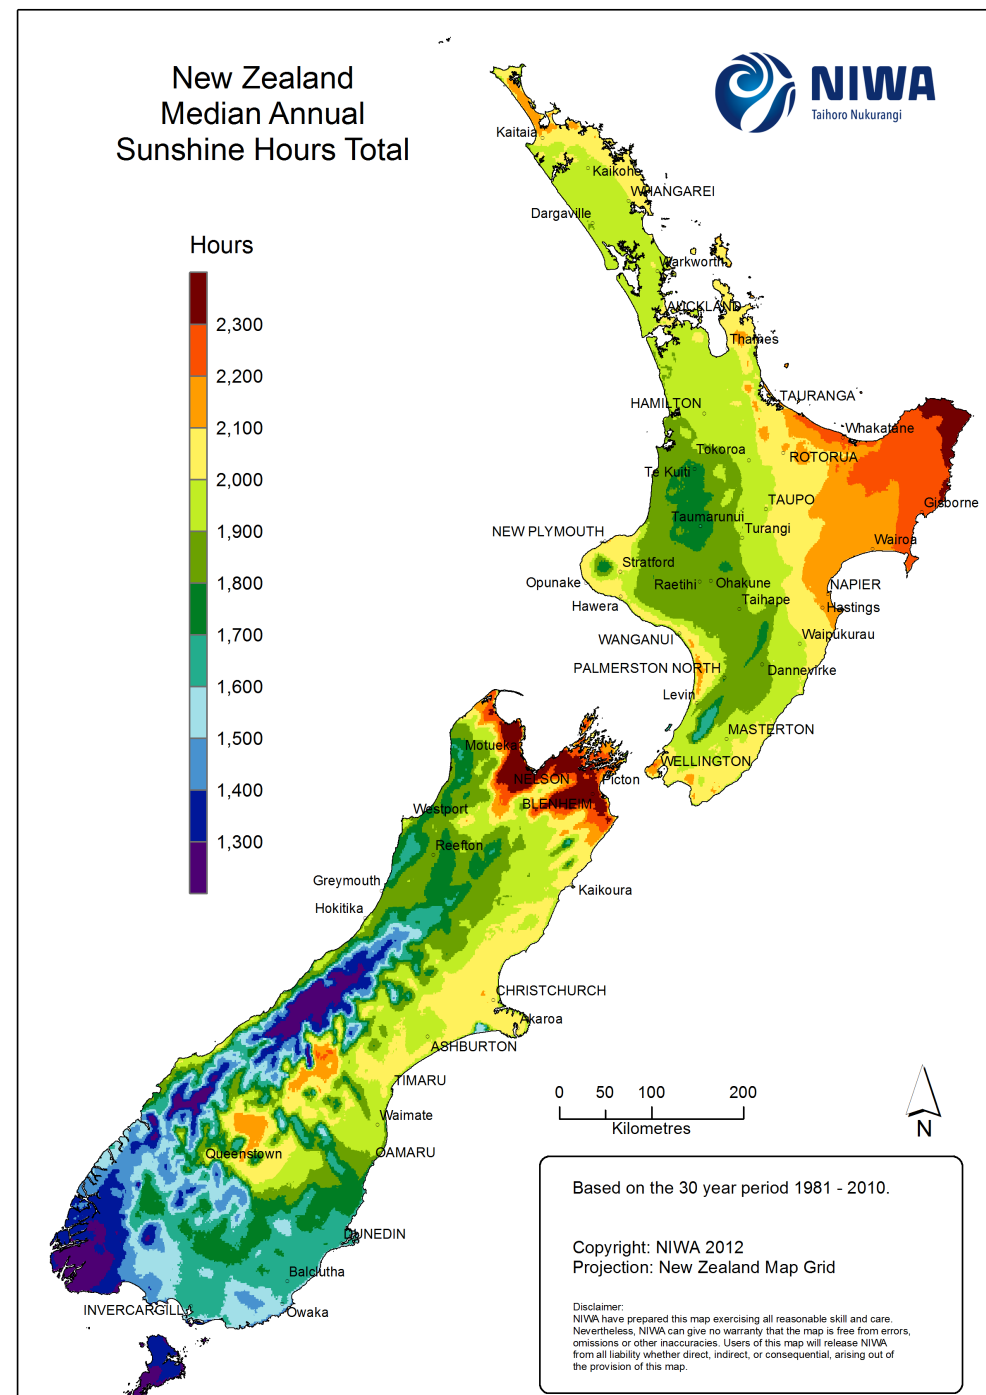 New Zealand
Median Annual
Sunshine Hours Total
NIWA
Taihoro Nukurangi
Hours
2,300
2,200
2,100
2,000
1,900
1,800
1,700
1,600
1,500
1,400
1,300
Kaitaia
Kaikohe
WHANGAREI
Dargaville
Warkworth
AUCKLAND
Thames
TAURANGA
HAMILTON
Whakatane
Tokoroa
ROTORUA
Te Kuiti
TAUPO
Gisborne
Taumarunui
Turangi
NEW PLYMOUTH
Wairoa
Stratford
Opunake
Raetihi
Ohakune
NAPIER
Taihape
Hawera
Hastings
WANGANUI
Waipukurau
PALMERSTON NORTH
Dannevirke
Levin
MASTERTON
Motueka
WELLINGTON
NELSON
Picton
BLENHEIM
Westport
Reefton
Greymouth
Kaikoura
Hokitika
CHRISTCHURCH
Akaroa
ASHBURTON
TIMARU
Waimate
Queenstown
OAMARU
DUNEDIN
Balclutha
INVERCARGILL
Owaka
0 50 100 200
Kilometres
N
Based on the 30 year period 1981 - 2010.
Copyright: NIWA 2012
Projection: New Zealand Map Grid
Disclaimer:
NIWA have prepared this map exercising all reasonable skill and care.
Nevertheless, NIWA can give no warranty that the map is free from errors,
omissions or other inaccuracies. Users of this map will release NIWA
from all liability whether direct, indirect, or consequential, arising out of
the provision of this map.